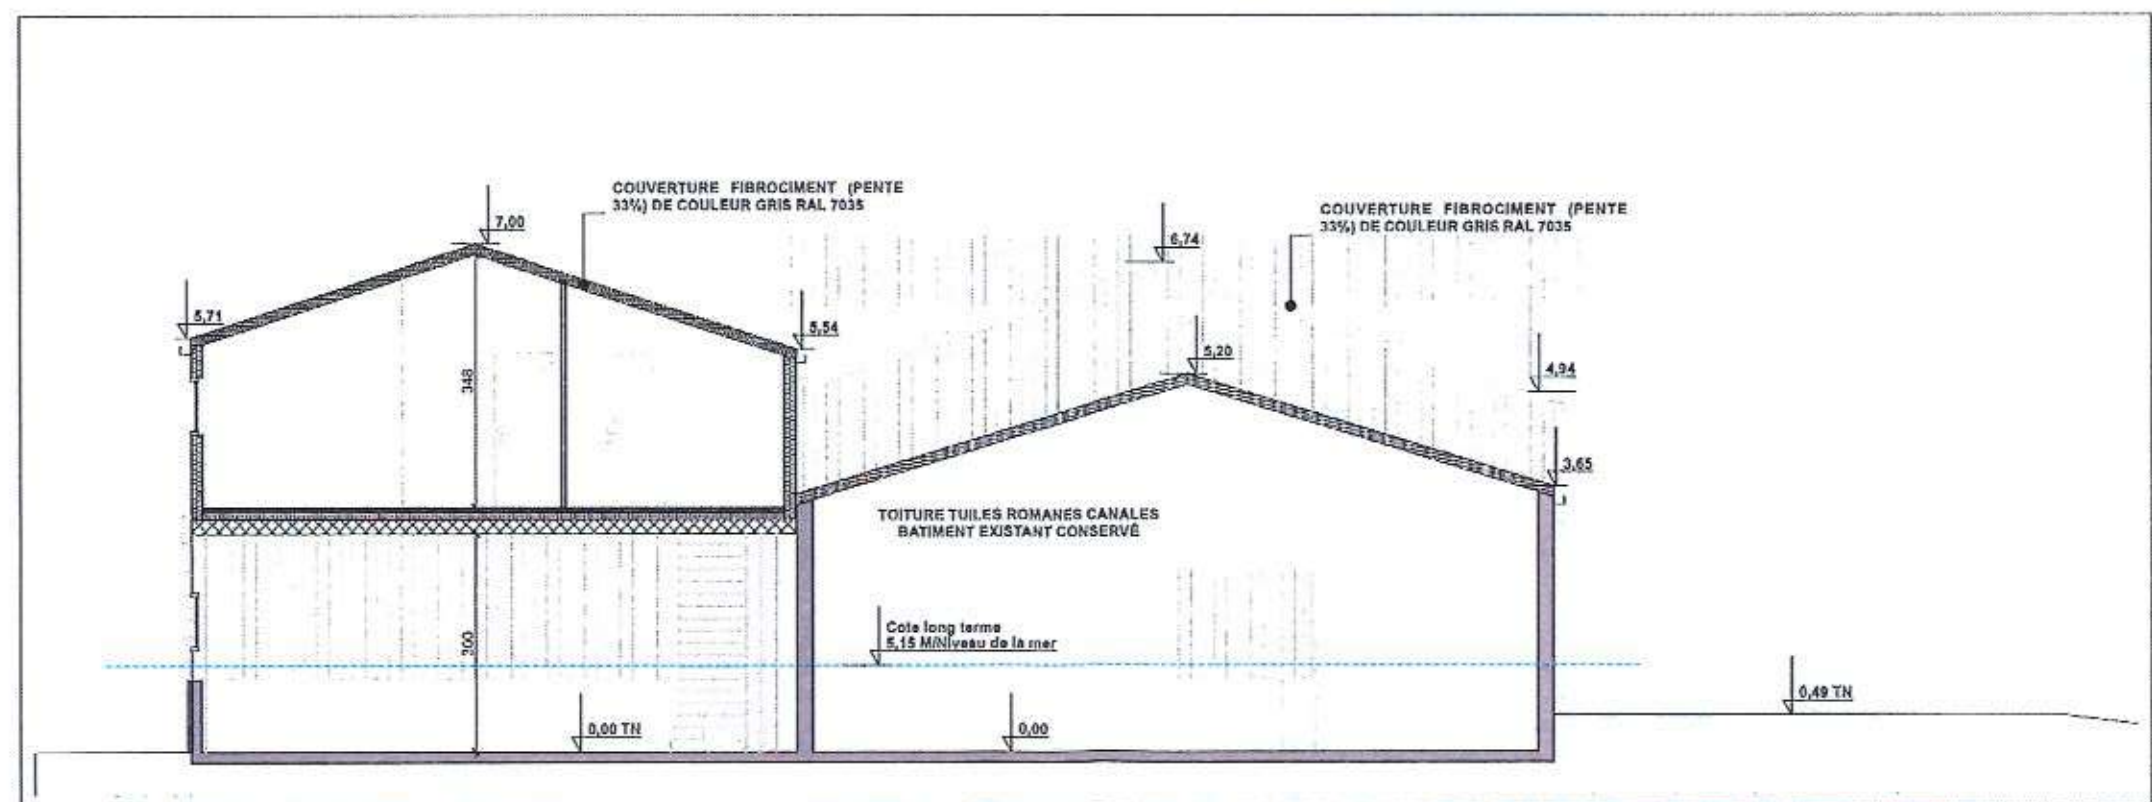 COUVERTURE FIBROCIMENT (PENTE
33%) DE COULEUR GRIS RAL 7035
7,00
COUVERTURE FIBROCIMENT (PENTE
33%) DE COULEUR GRIS RAL 7035
6,74
5,71
5,54
5,20
4,94
348
3,65
TOITURE TUILES ROMANES CANALES
BATIMENT EXISTANT CONSERVÉ
300
Cote long terme
5,15 M/Niveau de la mer
0,49 TN
0,00 TN
0,00